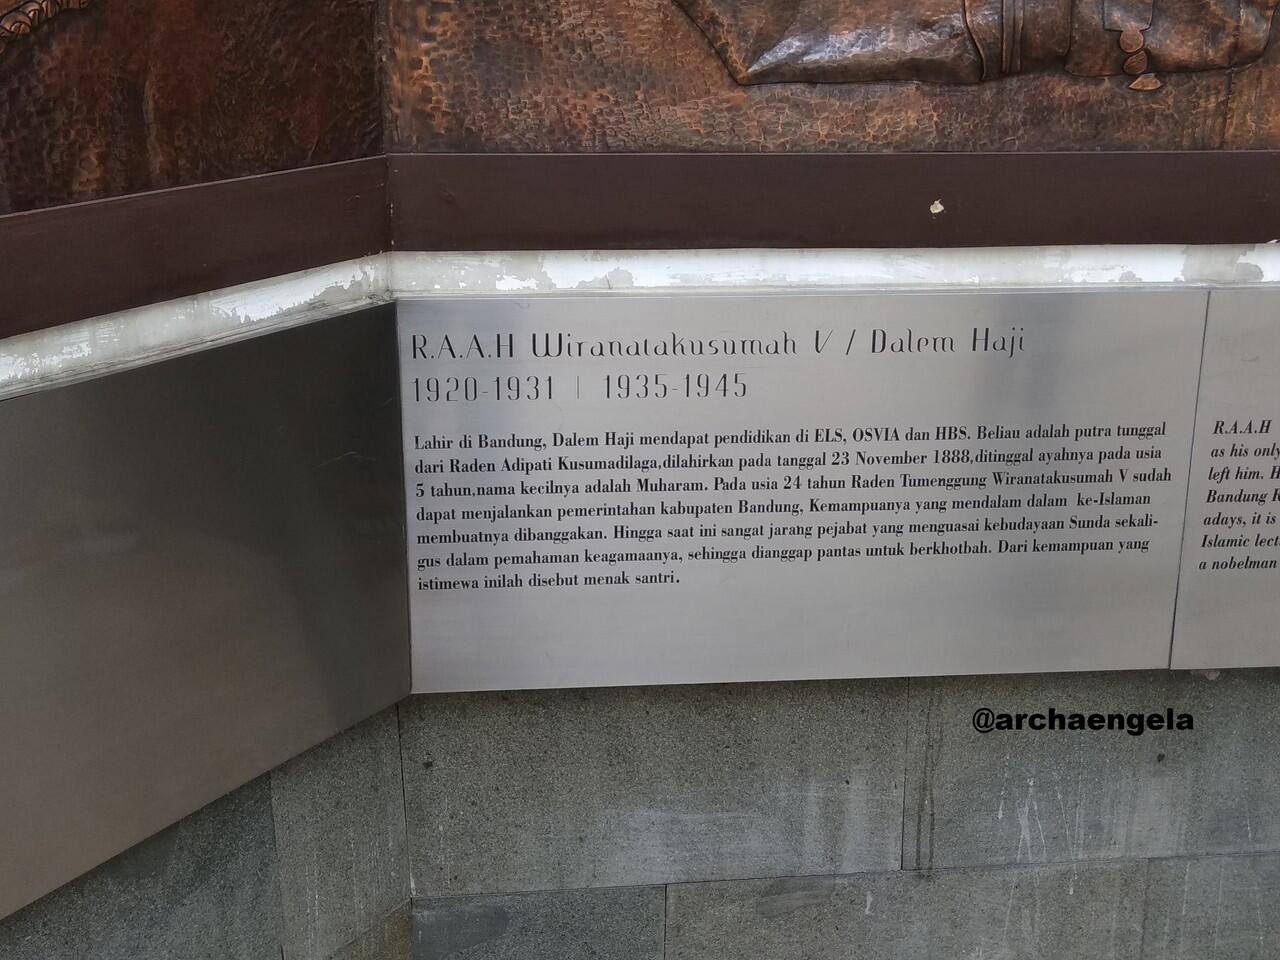 R.A.A.H Wiranatakusumah V / Dalem Haji
1920-1931 | 1935-1945
Lahir di Bandung, Dalem Haji mendapat pendidikan di ELS, OSVIA dan HBS. Beliau adalah putra tunggal
dari Raden Adipati Kusumadilaga,dilahirkan pada tanggal 23 November 1888,ditinggal ayahnya pada usia
5 tahun,nama kecilnya adalah Muharam. Pada usia 24 tahun Raden Tumenggung Wiranatakusumah V sudah
dapat menjalankan pemerintahan kabupaten Bandung, Kemampuanya yang mendalam dalam ke-Islaman
membuatnya dibanggakan. Hingga saat ini sangat jarang pejabat yang menguasai kebudayaan Sunda sekali-
gus dalam pemahaman keagamaanya, sehingga dianggap pantas untuk berkhotbah. Dari kemampuan yang
istimewa inilah disebut menak santri.
R.A.A.H
as his only
left him. H
Bandung R
adays, it is
Islamic lect
a nobelman
@archaengela